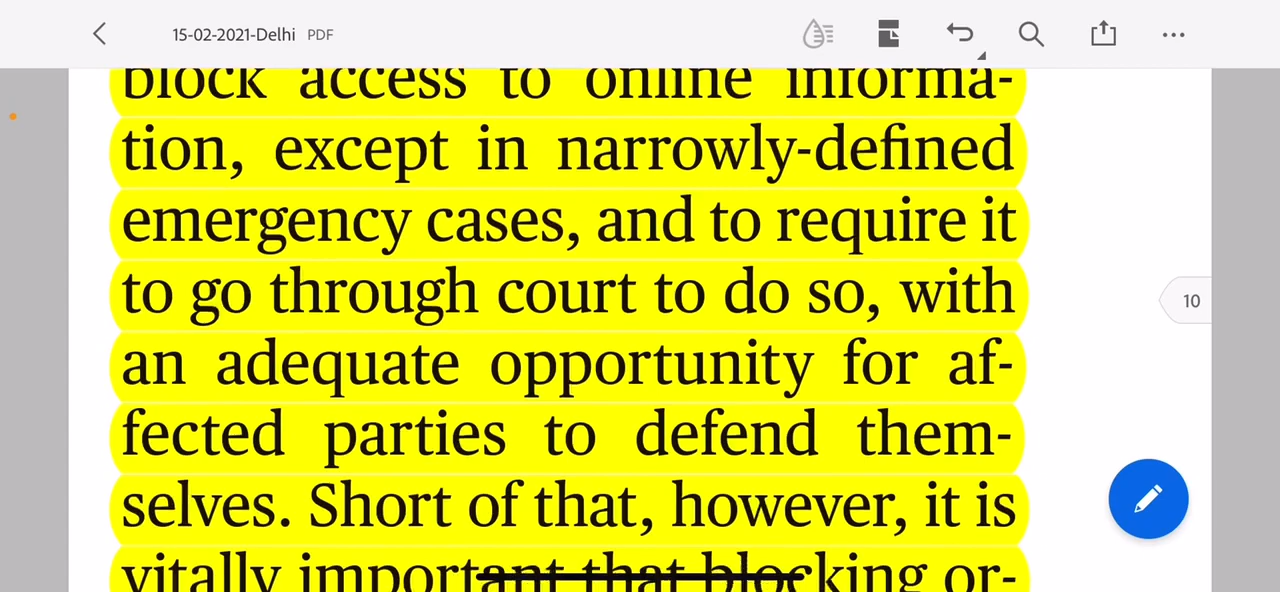 15-02-2021-Delhi PDF
block access to online informa-
tion, except in narrowly-defined
emergency cases, and to require it
to go through court to do so, with
10
an adequate opportunity for af-
fected parties to defend them-
selves. Short of that, however, it is
vitally important that blocking or-